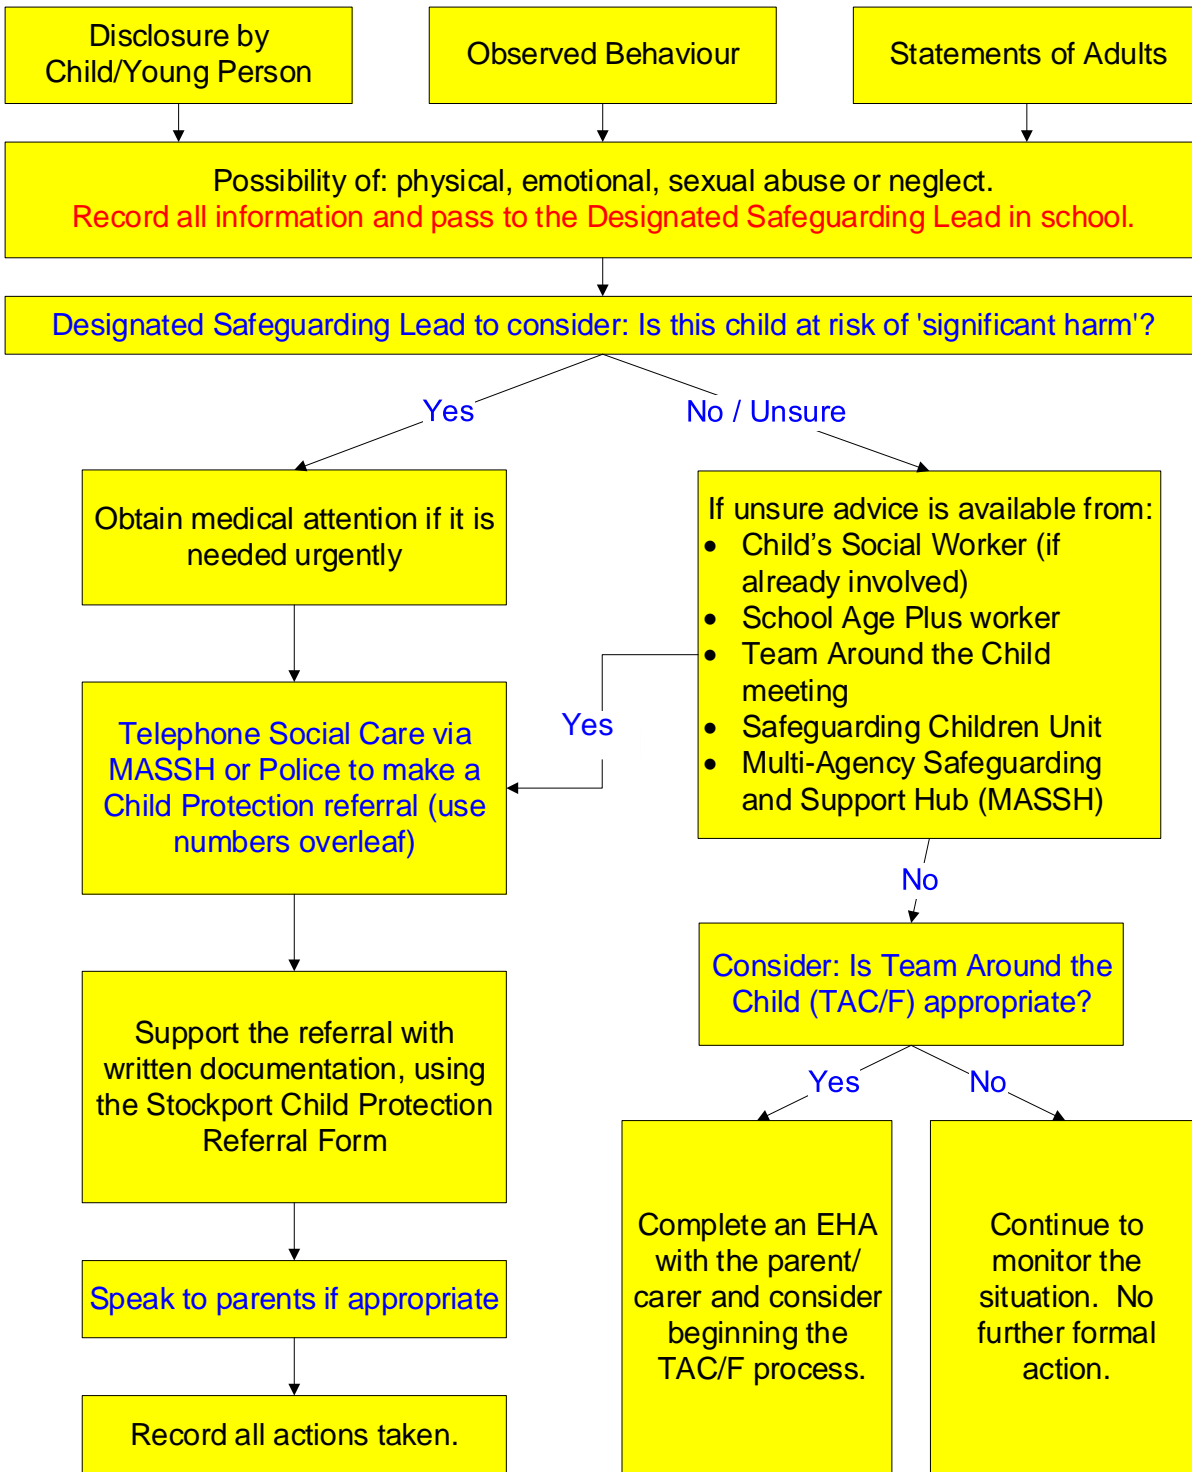 Disclosure by
Child/Young Person
Observed Behaviour
Statements of Adults
Possibility of: physical, emotional, sexual abuse or neglect.
Record all information and pass to the Designated Safeguarding Lead in school.
Designated Safeguarding Lead to consider: Is this child at risk of 'significant harm'?
Yes
No / Unsure
Obtain medical attention if it is
needed urgently
If unsure advice is available from:
• Child’s Social Worker (if
already involved)
• School Age Plus worker
• Team Around the Child
meeting
• Safeguarding Children Unit
• Multi-Agency Safeguarding
and Support Hub (MASSH)
Yes
Telephone Social Care via
MASSH or Police to make a
Child Protection referral (use
numbers overleaf)
No
Consider: Is Team Around the
Child (TAC/F) appropriate?
Support the referral with
written documentation, using
the Stockport Child Protection
Referral Form
Yes
No
Speak to parents if appropriate
Record all actions taken.
Complete an EHA
with the parent/
carer and consider
beginning the
TAC/F process.
Continue to
monitor the
situation.  No
further formal
action.